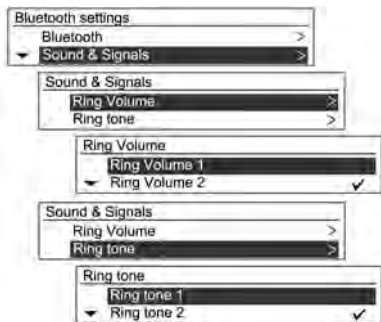 Bluetooth settings
Bluetooth >
Sound & Signals >
Sound & Signals
Ring Volume >
Ring tone >
Ring Volume
Ring Volume 1
Ring Volume 2 ✓
Sound & Signals
Ring Volume >
Ring tone >
Ring tone
Ring tone 1
Ring tone 2 ✓